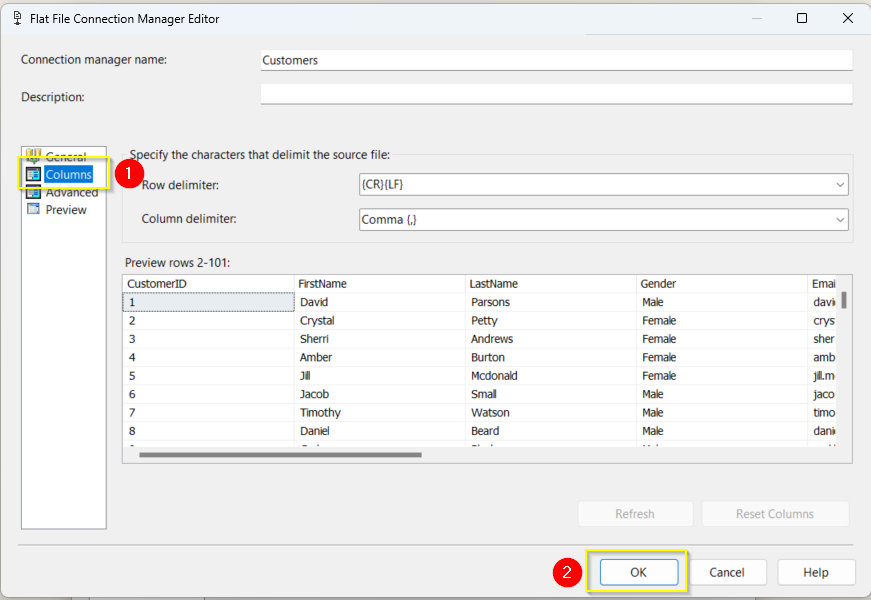 Flat File Connection Manager Editor
Connection manager name: Customers
Description:
General
Columns
Advanced
Preview
1
Specify the characters that delimit the source file:
Row delimiter: {CR}{LF}
Column delimiter: Comma {,}
Preview rows 2-101:
CustomerID FirstName LastName Gender Emai
1 David Parsons Male davi
2 Crystal Petty Female crys
3 Sherri Andrews Female sher
4 Amber Burton Female amb
5 Jill Mcdonald Female jill.m
6 Jacob Small Male jaco
7 Timothy Watson Male timo
8 Daniel Beard Male dani
Refresh Reset Columns
2 OK Cancel Help